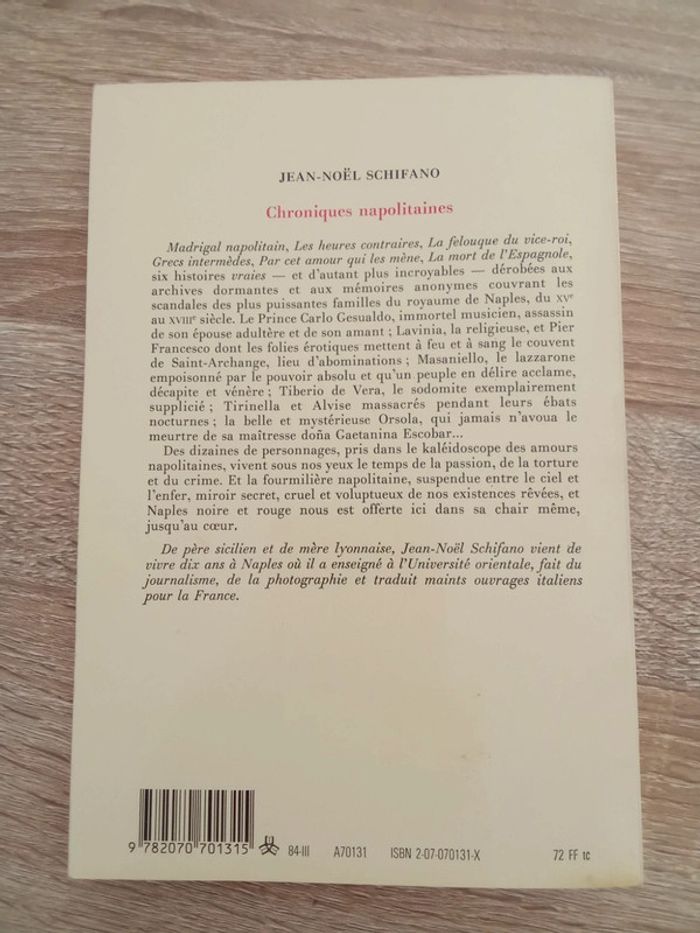 JEAN-NOËL SCHIFANO
Chroniques napolitaines
Madrigal napolitain, Les heures contraires, La felouque du vice-roi,
Grecs intermèdes, Par cet amour qui les mène, La mort de l'Espagnole,
six histoires vraies — et d'autant plus incroyables — dérobées aux
archives dormantes et aux mémoires anonymes couvrant les
scandales des plus puissantes familles du royaume de Naples, du XVe
au XVIIIe siècle. Le Prince Carlo Gesualdo, immortel musicien, assassin
de son épouse adultère et de son amant ; Lavinia, la religieuse, et Pier
Francesco dont les folies érotiques mettent à feu et à sang le couvent
de Saint-Archange, lieu d'abominations ; Masaniello, le lazzarone
empoisonné par le pouvoir absolu et qu'un peuple en délire acclame,
décapite et vénère ; Tiberio de Vera, le sodomite exemplairement
supplicié ; Tirinella et Alvise massacrés pendant leurs ébats
nocturnes ; la belle et mystérieuse Orsola, qui jamais n'avoua le
meurtre de sa maîtresse doña Gaetanina Escobar...
Des dizaines de personnages, pris dans le kaléidoscope des amours
napolitaines, vivent sous nos yeux le temps de la passion, de la torture
et du crime. Et la fourmilière napolitaine, suspendue entre le ciel et
l'enfer, miroir secret, cruel et voluptueux de nos existences rêvées, et
Naples noire et rouge nous est offerte ici dans sa chair même,
jusqu'au cœur.
De père sicilien et de mère lyonnaise, Jean-Noël Schifano vient de
vivre dix ans à Naples où il a enseigné à l'Université orientale, fait du
journalisme, de la photographie et traduit maints ouvrages italiens
pour la France.
9 782070 701315 84-III A70131 ISBN 2-07-070131-X 72 FF tc